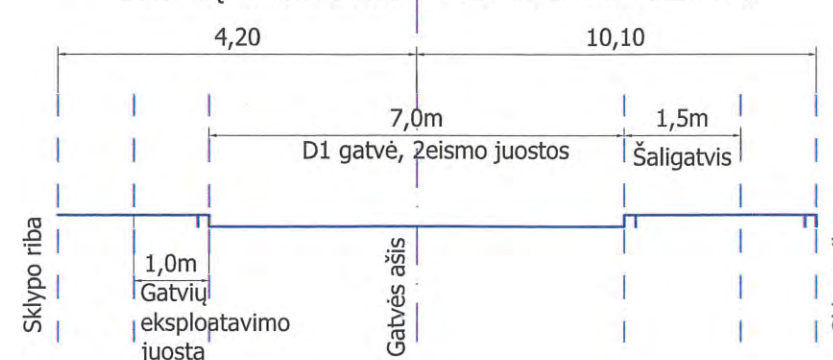 4,20
10,10
7,0m
1,5m
D1 gatvė, 2eismo juostos
Šaligatvis
Sklypo riba
1,0m
Gatvių
eksploatavimo
juosta
Gatvės ašis